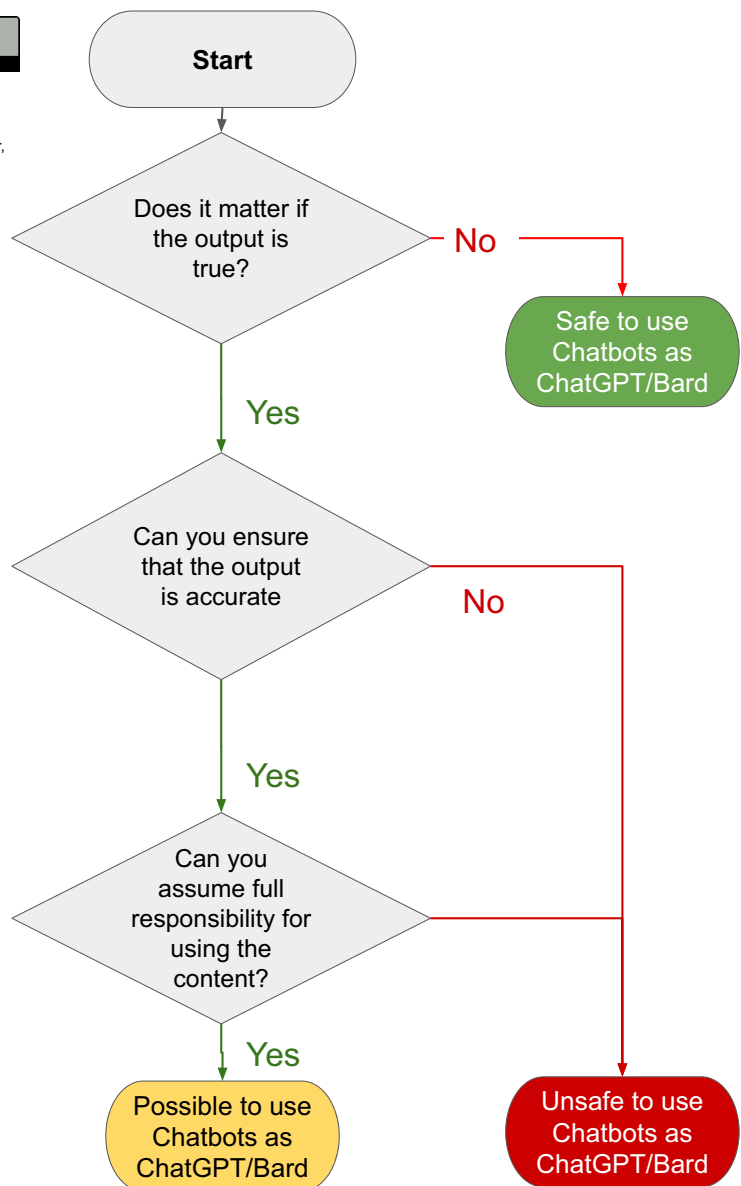 Start
Does it matter if
the output is
true?
No
Safe to use
Chatbots as
ChatGPT/Bard
Yes
Can you ensure
that the output
is accurate
No
Yes
Can you
assume full
responsibility for
using the
content?
Yes
Possible to use
Chatbots as
ChatGPT/Bard
Unsafe to use
Chatbots as
ChatGPT/Bard